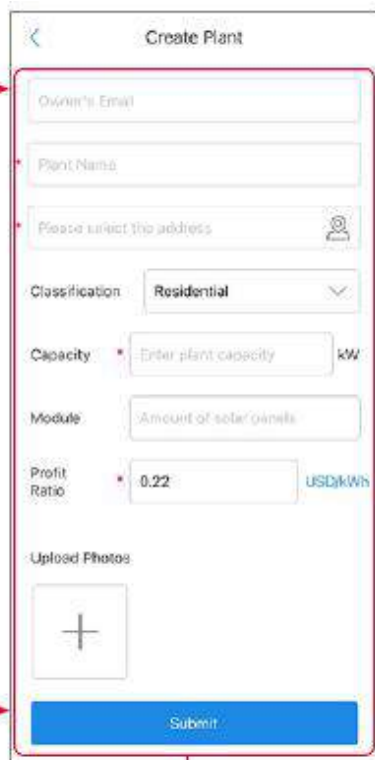 Create Plant
Owner's Email
* Plant Name
* Please select the address
Classification Residential
Capacity * Enter plant capacity kW
Module Amount of solar panels
Profit Ratio * 0.22 USD/kWh
Upload Photos
Submit